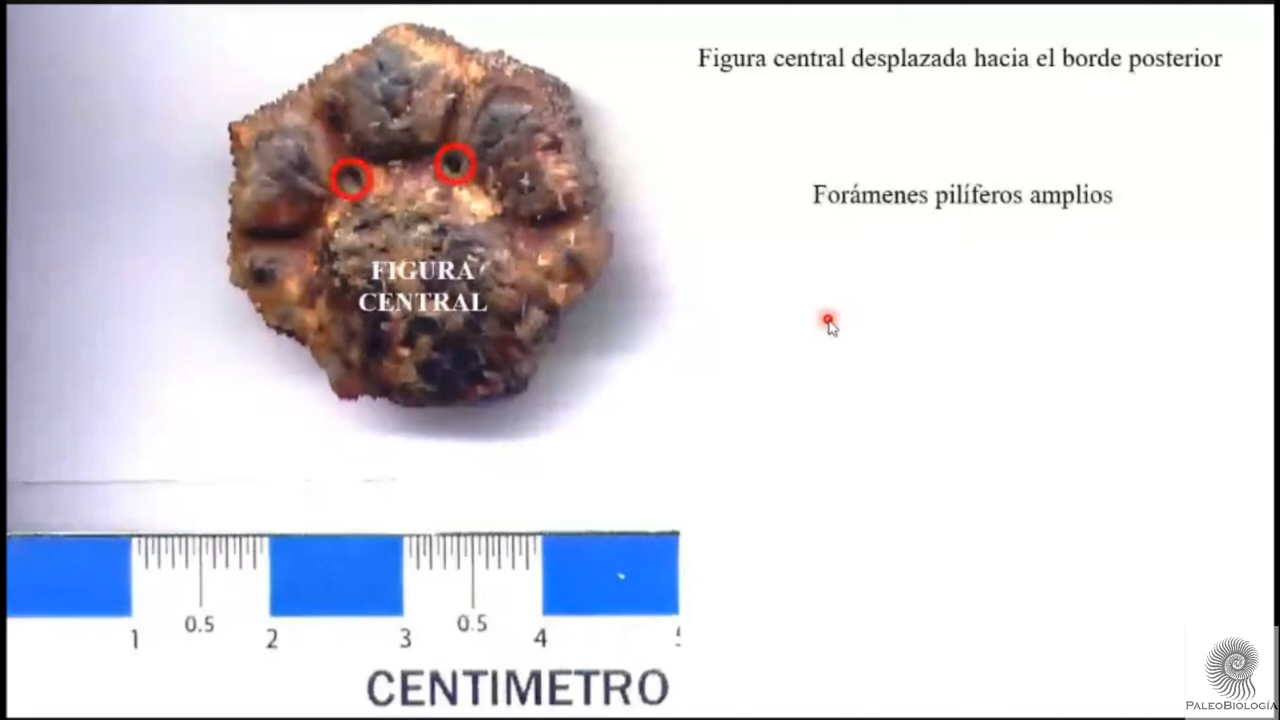 Figura central desplazada hacia el borde posterior
Forámenes pilíferos amplios
FIGURA
CENTRAL
0.5
0.5
1
2
3
4
CENTIMETRO
PALEOBIOLOGÍA